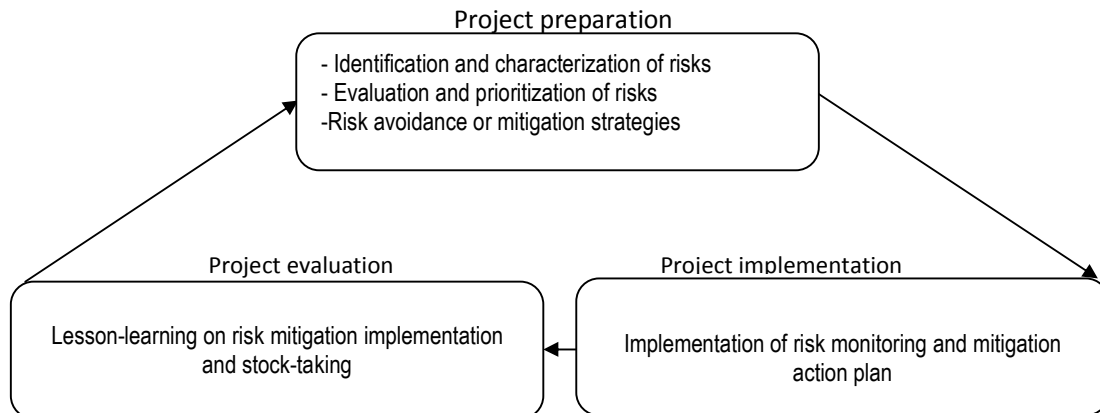 Project preparation
- Identification and characterization of risks
- Evaluation and prioritization of risks
-Risk avoidance or mitigation strategies
Project evaluation
Project implementation
Lesson-learning on risk mitigation implementation
and stock-taking
Implementation of risk monitoring and mitigation
action plan